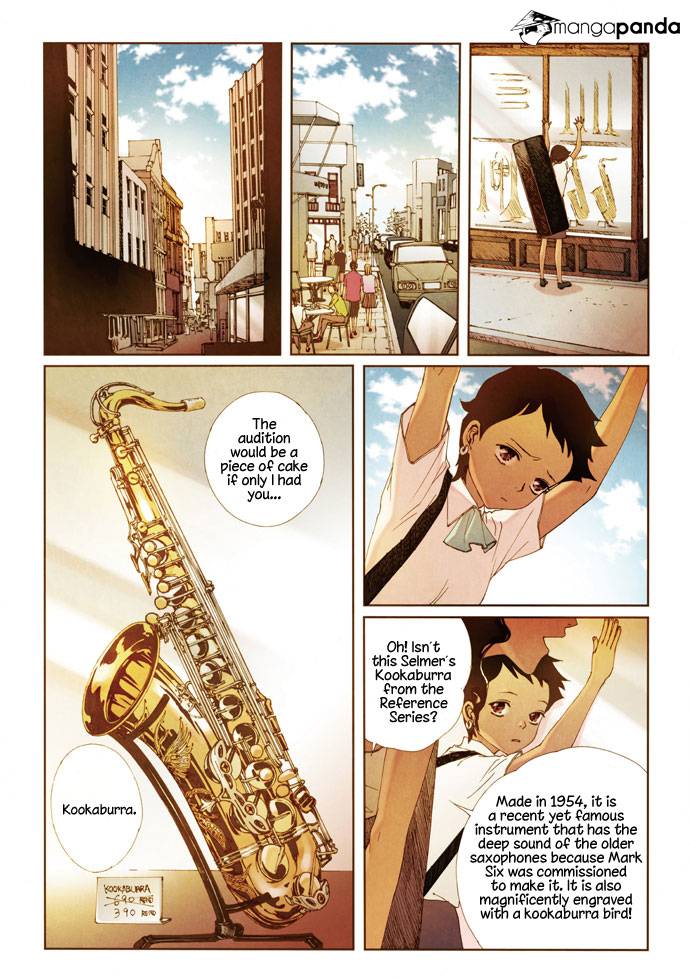 mangapanda
The
audition
would be a
piece of cake
if only I had
you...
Kookaburra.
KOOKABURRA
690
390
Oh! Isn't
this Selmer's
Kookaburra
from the
Reference
Series?
Made in 1954, it is
a recent yet famous
instrument that has the
deep sound of the older
saxophones because Mark
Six was commissioned
to make it. It is also
magnificently engraved
with a kookaburra bird!